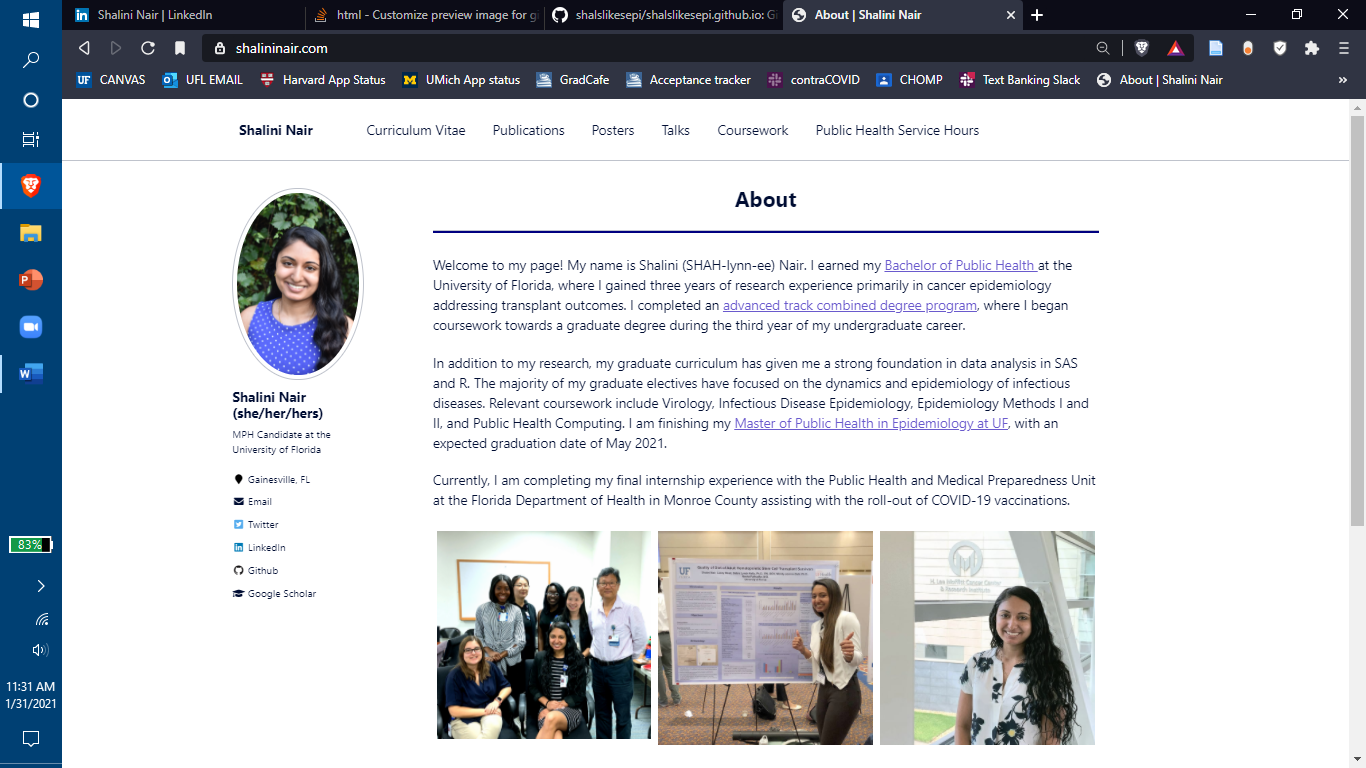 Shalini Nair | LinkedIn
html - Customize preview image for g
shalslikesepi/shalslikesepi.github.io: G
About | Shalini Nair
shalininair.com
CANVAS
UFL EMAIL
Harvard App Status
UMich App status
GradCafe
Acceptance tracker
contraCOVID
CHOMP
Text Banking Slack
About | Shalini Nair
Shalini Nair
Curriculum Vitae
Publications
Posters
Talks
Coursework
Public Health Service Hours
Shalini Nair
(she/her/hers)
MPH Candidate at the
University of Florida
Gainesville, FL
Email
Twitter
LinkedIn
Github
Google Scholar
About
Welcome to my page! My name is Shalini (SHAH-lynn-ee) Nair. I earned my Bachelor of Public Health at the
University of Florida, where I gained three years of research experience primarily in cancer epidemiology
addressing transplant outcomes. I completed an advanced track combined degree program, where I began
coursework towards a graduate degree during the third year of my undergraduate career.
In addition to my research, my graduate curriculum has given me a strong foundation in data analysis in SAS
and R. The majority of my graduate electives have focused on the dynamics and epidemiology of infectious
diseases. Relevant coursework include Virology, Infectious Disease Epidemiology, Epidemiology Methods I and
II, and Public Health Computing. I am finishing my Master of Public Health in Epidemiology at UF, with an
expected graduation date of May 2021.
Currently, I am completing my final internship experience with the Public Health and Medical Preparedness Unit
at the Florida Department of Health in Monroe County assisting with the roll-out of COVID-19 vaccinations.
UF
83%
11:31 AM
1/31/2021